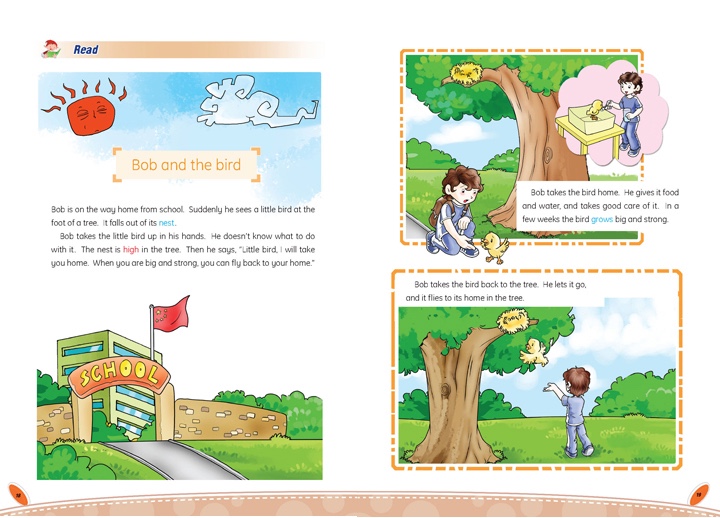 Read
Bob and the bird
Bob is on the way home from school. Suddenly he sees a little bird at the
foot of a tree. It falls out of its nest.
Bob takes the little bird up in his hands. He doesn't know what to do
with it. The nest is high in the tree. Then he says, "Little bird, I will take
you home. When you are big and strong, you can fly back to your home."
SCHOOL
18
Bob takes the bird home. He gives it food
and water, and takes good care of it. In a
few weeks the bird grows big and strong.
Bob takes the bird back to the tree. He lets it go,
and it flies to its home in the tree.
19